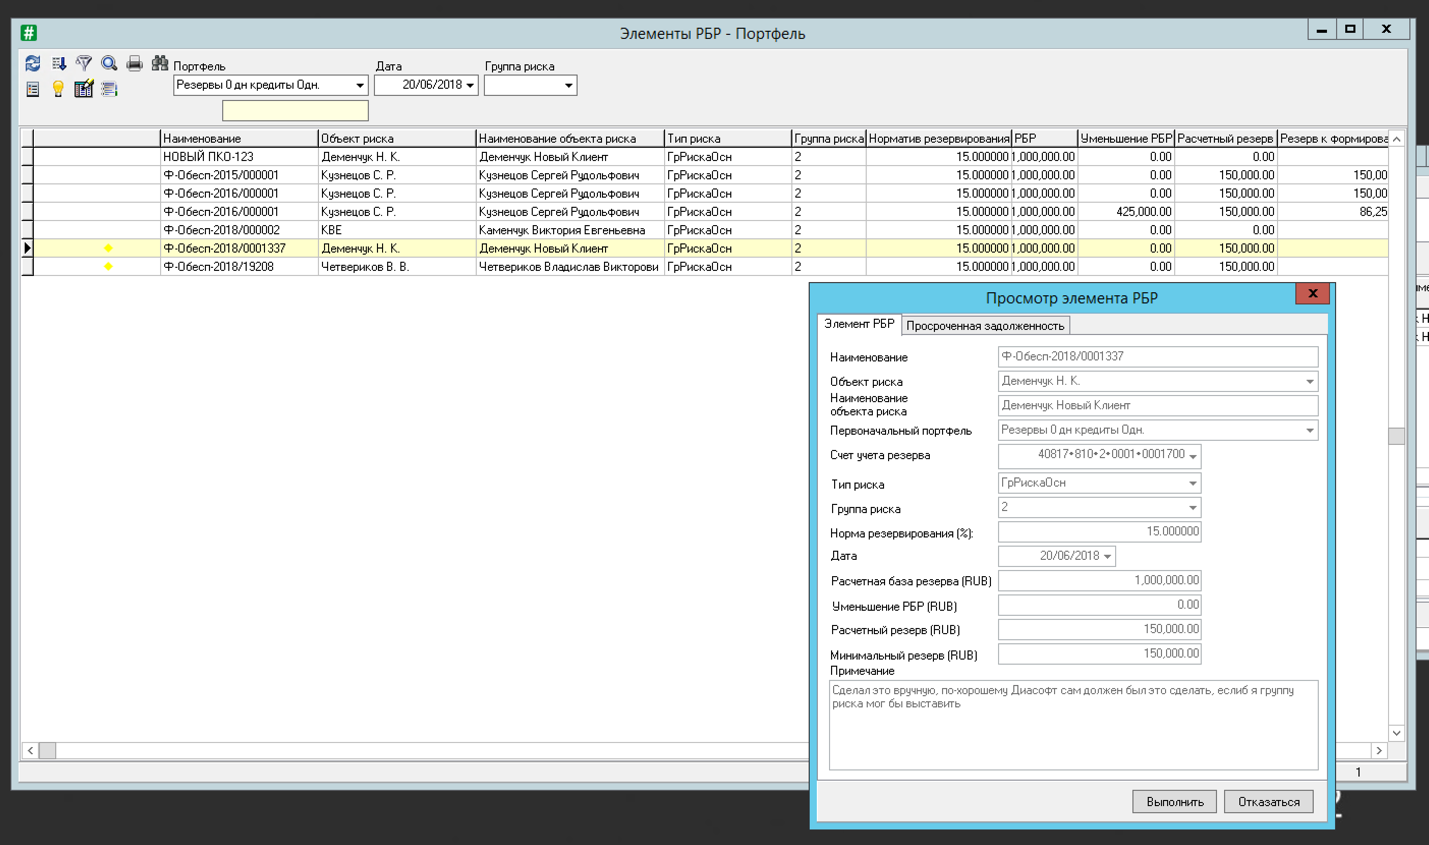 #
Элементы РБР - Портфель
Портфель
Дата
Группа риска
Резервы 0 дн кредиты Одн.
20/06/2018
Наименование Объект риска Наименование объекта риска Тип риска Группа риска Норматив резервирования РБР Уменьшение РБР Расчетный резерв Резерв к формирова
НОВЫЙ ПКО-123 Деменчук Н. К. Деменчук Новый Клиент ГрРискаОсн 2 15.000000 1,000,000.00 0.00 0.00
Ф-Обесп-2015/000001 Кузнецов С. Р. Кузнецов Сергей Рудольфович ГрРискаОсн 2 15.000000 1,000,000.00 0.00 150,000.00 150,00
Ф-Обесп-2016/000001 Кузнецов С. Р. Кузнецов Сергей Рудольфович ГрРискаОсн 2 15.000000 1,000,000.00 0.00 150,000.00 150,00
Ф-Обесп-2016/000001 Кузнецов С. Р. Кузнецов Сергей Рудольфович ГрРискаОсн 2 15.000000 1,000,000.00 425,000.00 150,000.00 86,25
Ф-Обесп-2018/000002 КВЕ Каменчук Виктория Евгеньевна ГрРискаОсн 2 15.000000 1,000,000.00 0.00 0.00
Ф-Обесп-2018/0001337 Деменчук Н. К. Деменчук Новый Клиент ГрРискаОсн 2 15.000000 1,000,000.00 0.00 150,000.00
Ф-Обесп-2018/19208 Четвериков В. В. Четвериков Владислав Викторови ГрРискаОсн 2 15.000000 1,000,000.00 0.00 150,000.00
Просмотр элемента РБР
Элемент РБР
Просроченная задолженность
Наименование Ф-Обесп-2018/0001337
Объект риска Деменчук Н. К.
Наименование
объекта риска Деменчук Новый Клиент
Первоначальный портфель Резервы 0 дн кредиты Одн.
Счет учета резерва 40817•810•2•0001•0001700
Тип риска ГрРискаОсн
Группа риска 2
Норма резервирования (%): 15.000000
Дата 20/06/2018
Расчетная база резерва (RUB) 1,000,000.00
Уменьшение РБР (RUB) 0.00
Расчетный резерв (RUB) 150,000.00
Минимальный резерв (RUB) 150,000.00
Примечание
Сделал это вручную, по-хорошему Диасофт сам должен был это сделать, еслиб я группу
риска мог бы выставить
Выполнить
Отказаться
1